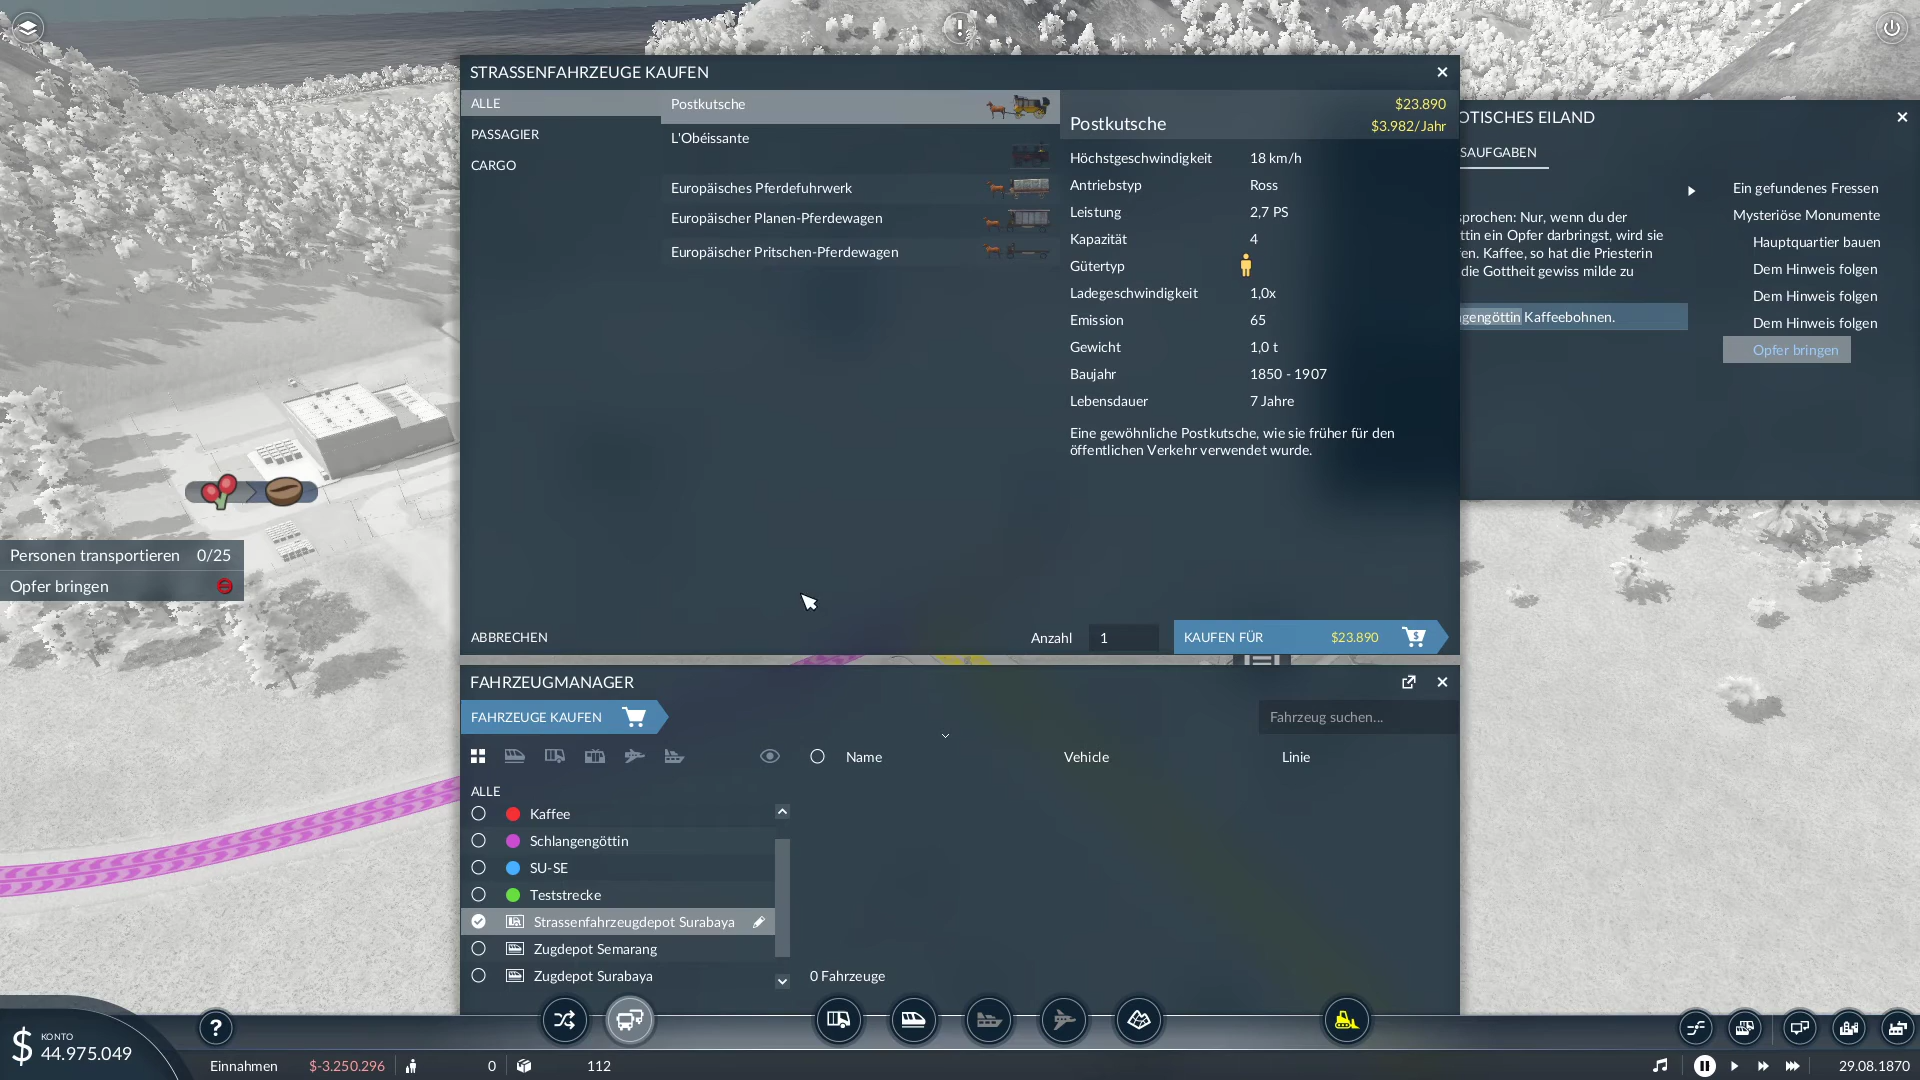 STRASSENFAHRZEUGE KAUFEN
ALLE
PASSAGIER
CARGO
Postkutsche
L'Obéissante
Europäisches Pferdefuhrwerk
Europäischer Planen-Pferdewagen
Europäischer Pritschen-Pferdewagen
$23.890
Postkutsche
$3.982/Jahr
Höchstgeschwindigkeit 18 km/h
Antriebstyp Ross
Leistung 2,7 PS
Kapazität 4
Gütertyp
Ladegeschwindigkeit 1,0x
Emission 65
Gewicht 1,0 t
Baujahr 1850 - 1907
Lebensdauer 7 Jahre
Eine gewöhnliche Postkutsche, wie sie früher für den
öffentlichen Verkehr verwendet wurde.
ABBRECHEN
Anzahl 1
KAUFEN FÜR $23.890
OTISCHES EILAND
SAUFGABEN
sprochen: Nur, wenn du der
ttin ein Opfer darbringst, wird sie
en. Kaffee, so hat die Priesterin
die Gottheit gewiss milde zu
gengöttin Kaffeebohnen.
Ein gefundenes Fressen
Mysteriöse Monumente
Hauptquartier bauen
Dem Hinweis folgen
Dem Hinweis folgen
Dem Hinweis folgen
Opfer bringen
Personen transportieren 0/25
Opfer bringen
FAHRZEUGMANAGER
FAHRZEUGE KAUFEN
Fahrzeug suchen...
Name Vehicle Linie
ALLE
Kaffee
Schlangengöttin
SU-SE
Teststrecke
Strassenfahrzeugdepot Surabaya
Zugdepot Semarang
Zugdepot Surabaya
0 Fahrzeuge
?
$ KONTO
44.975.049
Einnahmen $-3.250.296 0 112
29.08.1870